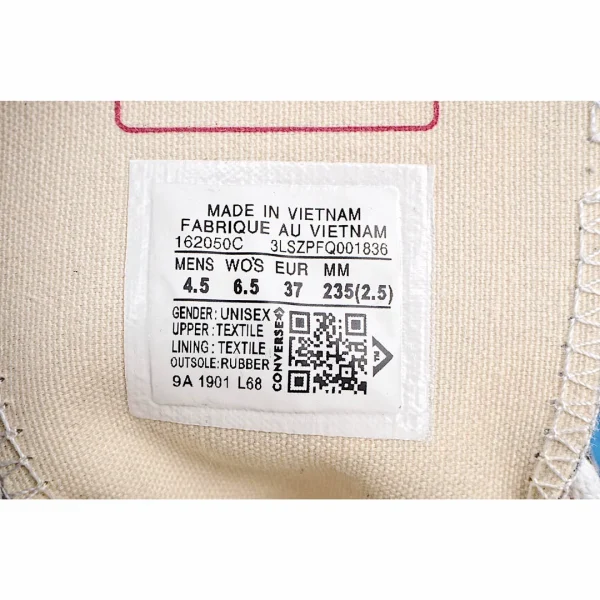 MADE IN VIETNAM
FABRIQUE AU VIETNAM
162050C 3LSZPFQ001836
MENS WO'S EUR MM
4.5 6.5 37 235(2.5)
GENDER: UNISEX
UPPER: TEXTILE
LINING: TEXTILE
OUTSOLE: RUBBER
9A 1901 L68
CONVERSE
TM